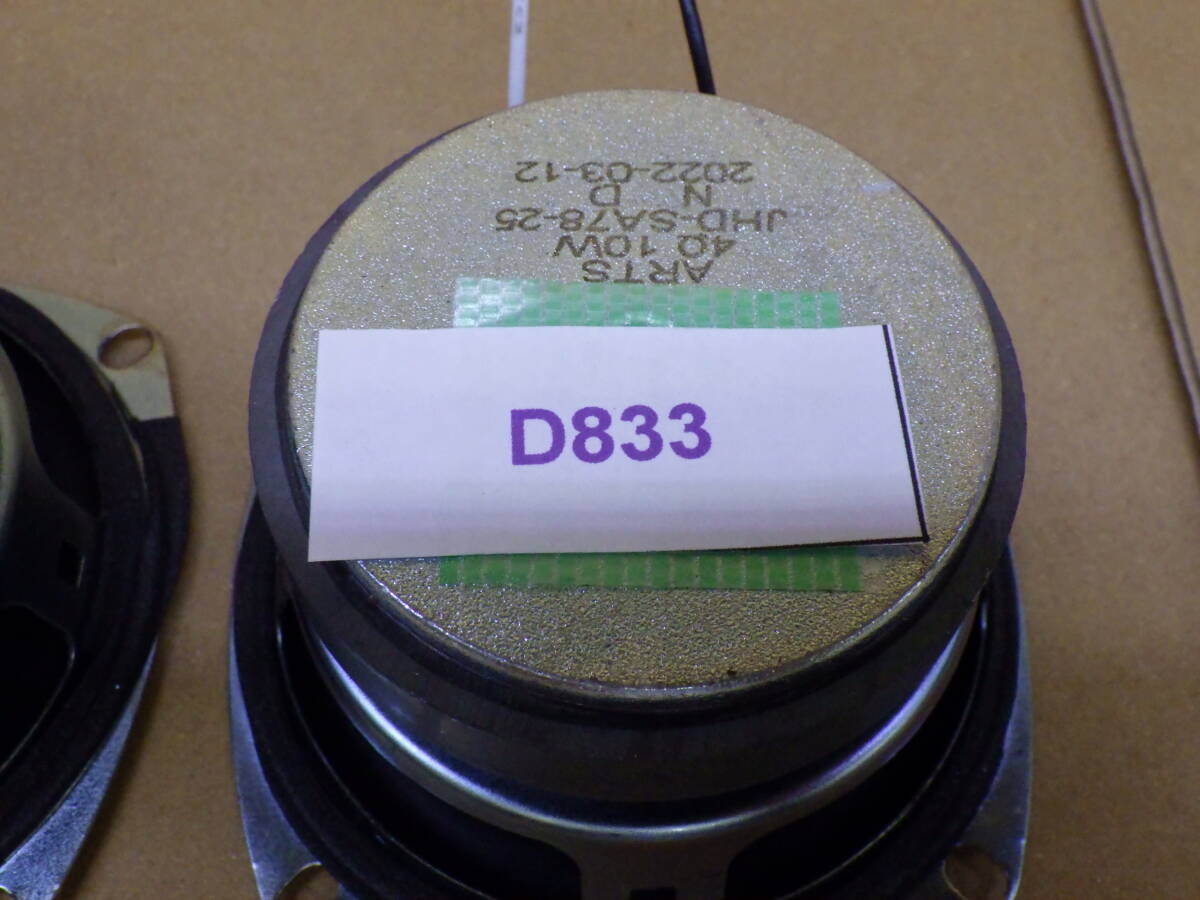 ARTS
4Ω 10W
JHD-SA78-25
N D
2022-03-12
D833